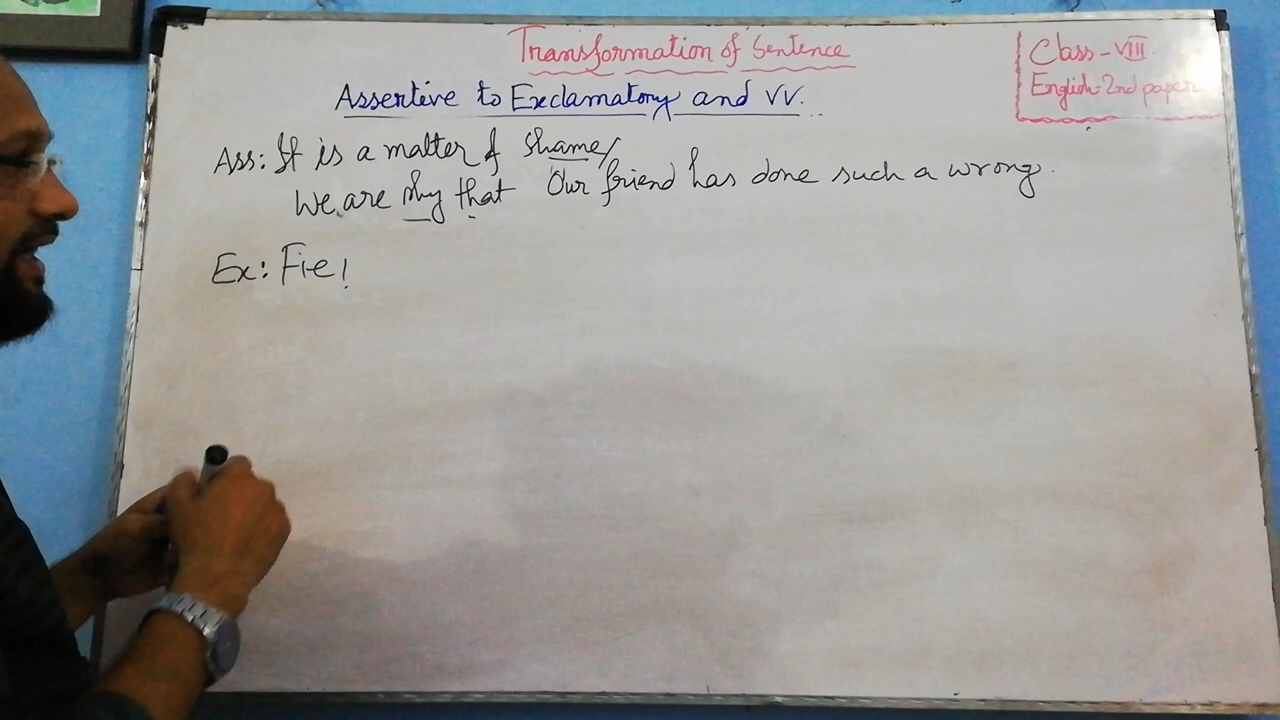 Transformation of Sentence
Class - VIII
English-2nd paper
Assertive to Exclamatory and VV.
Ass: It is a matter of shame/
We are shy that Our friend has done such a wrong.
Ex: Fie!